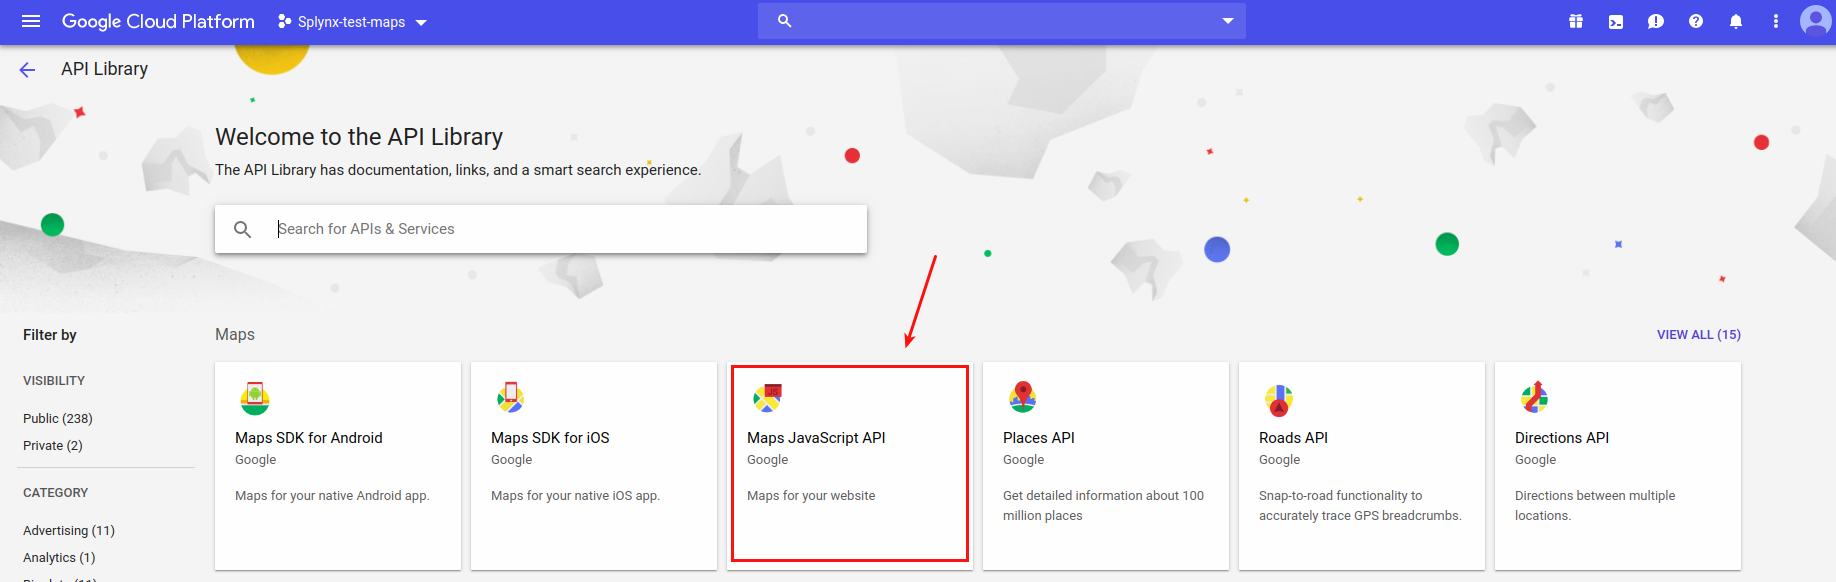 Google Cloud Platform
Splynx-test-maps
API Library
Welcome to the API Library
The API Library has documentation, links, and a smart search experience.
Search for APIs & Services
Filter by
VISIBILITY
Public (238)
Private (2)
CATEGORY
Advertising (11)
Analytics (1)
Maps
VIEW ALL (15)
Maps SDK for Android
Google
Maps for your native Android app.
Maps SDK for iOS
Google
Maps for your native iOS app.
JS
Maps JavaScript API
Google
Maps for your website
Places API
Google
Get detailed information about 100
million places
Roads API
Google
Snap-to-road functionality to
accurately trace GPS breadcrumbs.
Directions API
Google
Directions between multiple
locations.